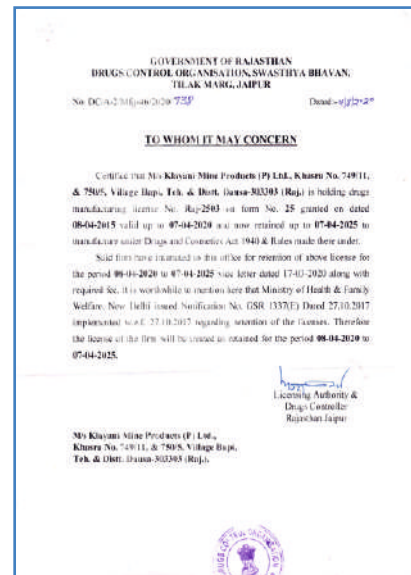 GOVERNMENT OF RAJASTHAN
DRUGS CONTROL ORGANISATION, SWASTHYA BHAVAN,
TILAK MARG, JAIPUR
TO WHOM IT MAY CONCERN
Certified that M/s Klayani Mine Products (P) Ltd., Khasra No. 749/11,
& 750/5, Village Bapi, Teh. & Distt. Dausa-303303 (Raj.) is holding drugs
manufacturing license No. Raj-2503 on form No. 25 granted on dated
08-04-2015 valid up to 07-04-2020 and now retained up to 07-04-2025 to
manufacture under Drugs and Cosmetics Act 1940 & Rules made there under.
Said firm have intimated to this office for retention of above license for
the period 08-04-2020 to 07-04-2025 vide letter dated 17-03-2020 along with
required fee. It is worthwhile to mention here that Ministry of Health & Family
Welfare, New Delhi issued Notification No. GSR 1337(E) Dated 27.10.2017
implemented w.e.f. 27.10.2017 regarding retention of the licenses. Therefore
the license of the firm will be treated as retained for the period 08-04-2020 to
07-04-2025.
Licensing Authority &
Drugs Controller
Rajasthan Jaipur
M/s Klayani Mine Products (P) Ltd.,
Khasra No. 749/11, & 750/5, Village Bapi,
Teh. & Distt. Dausa-303303 (Raj.).